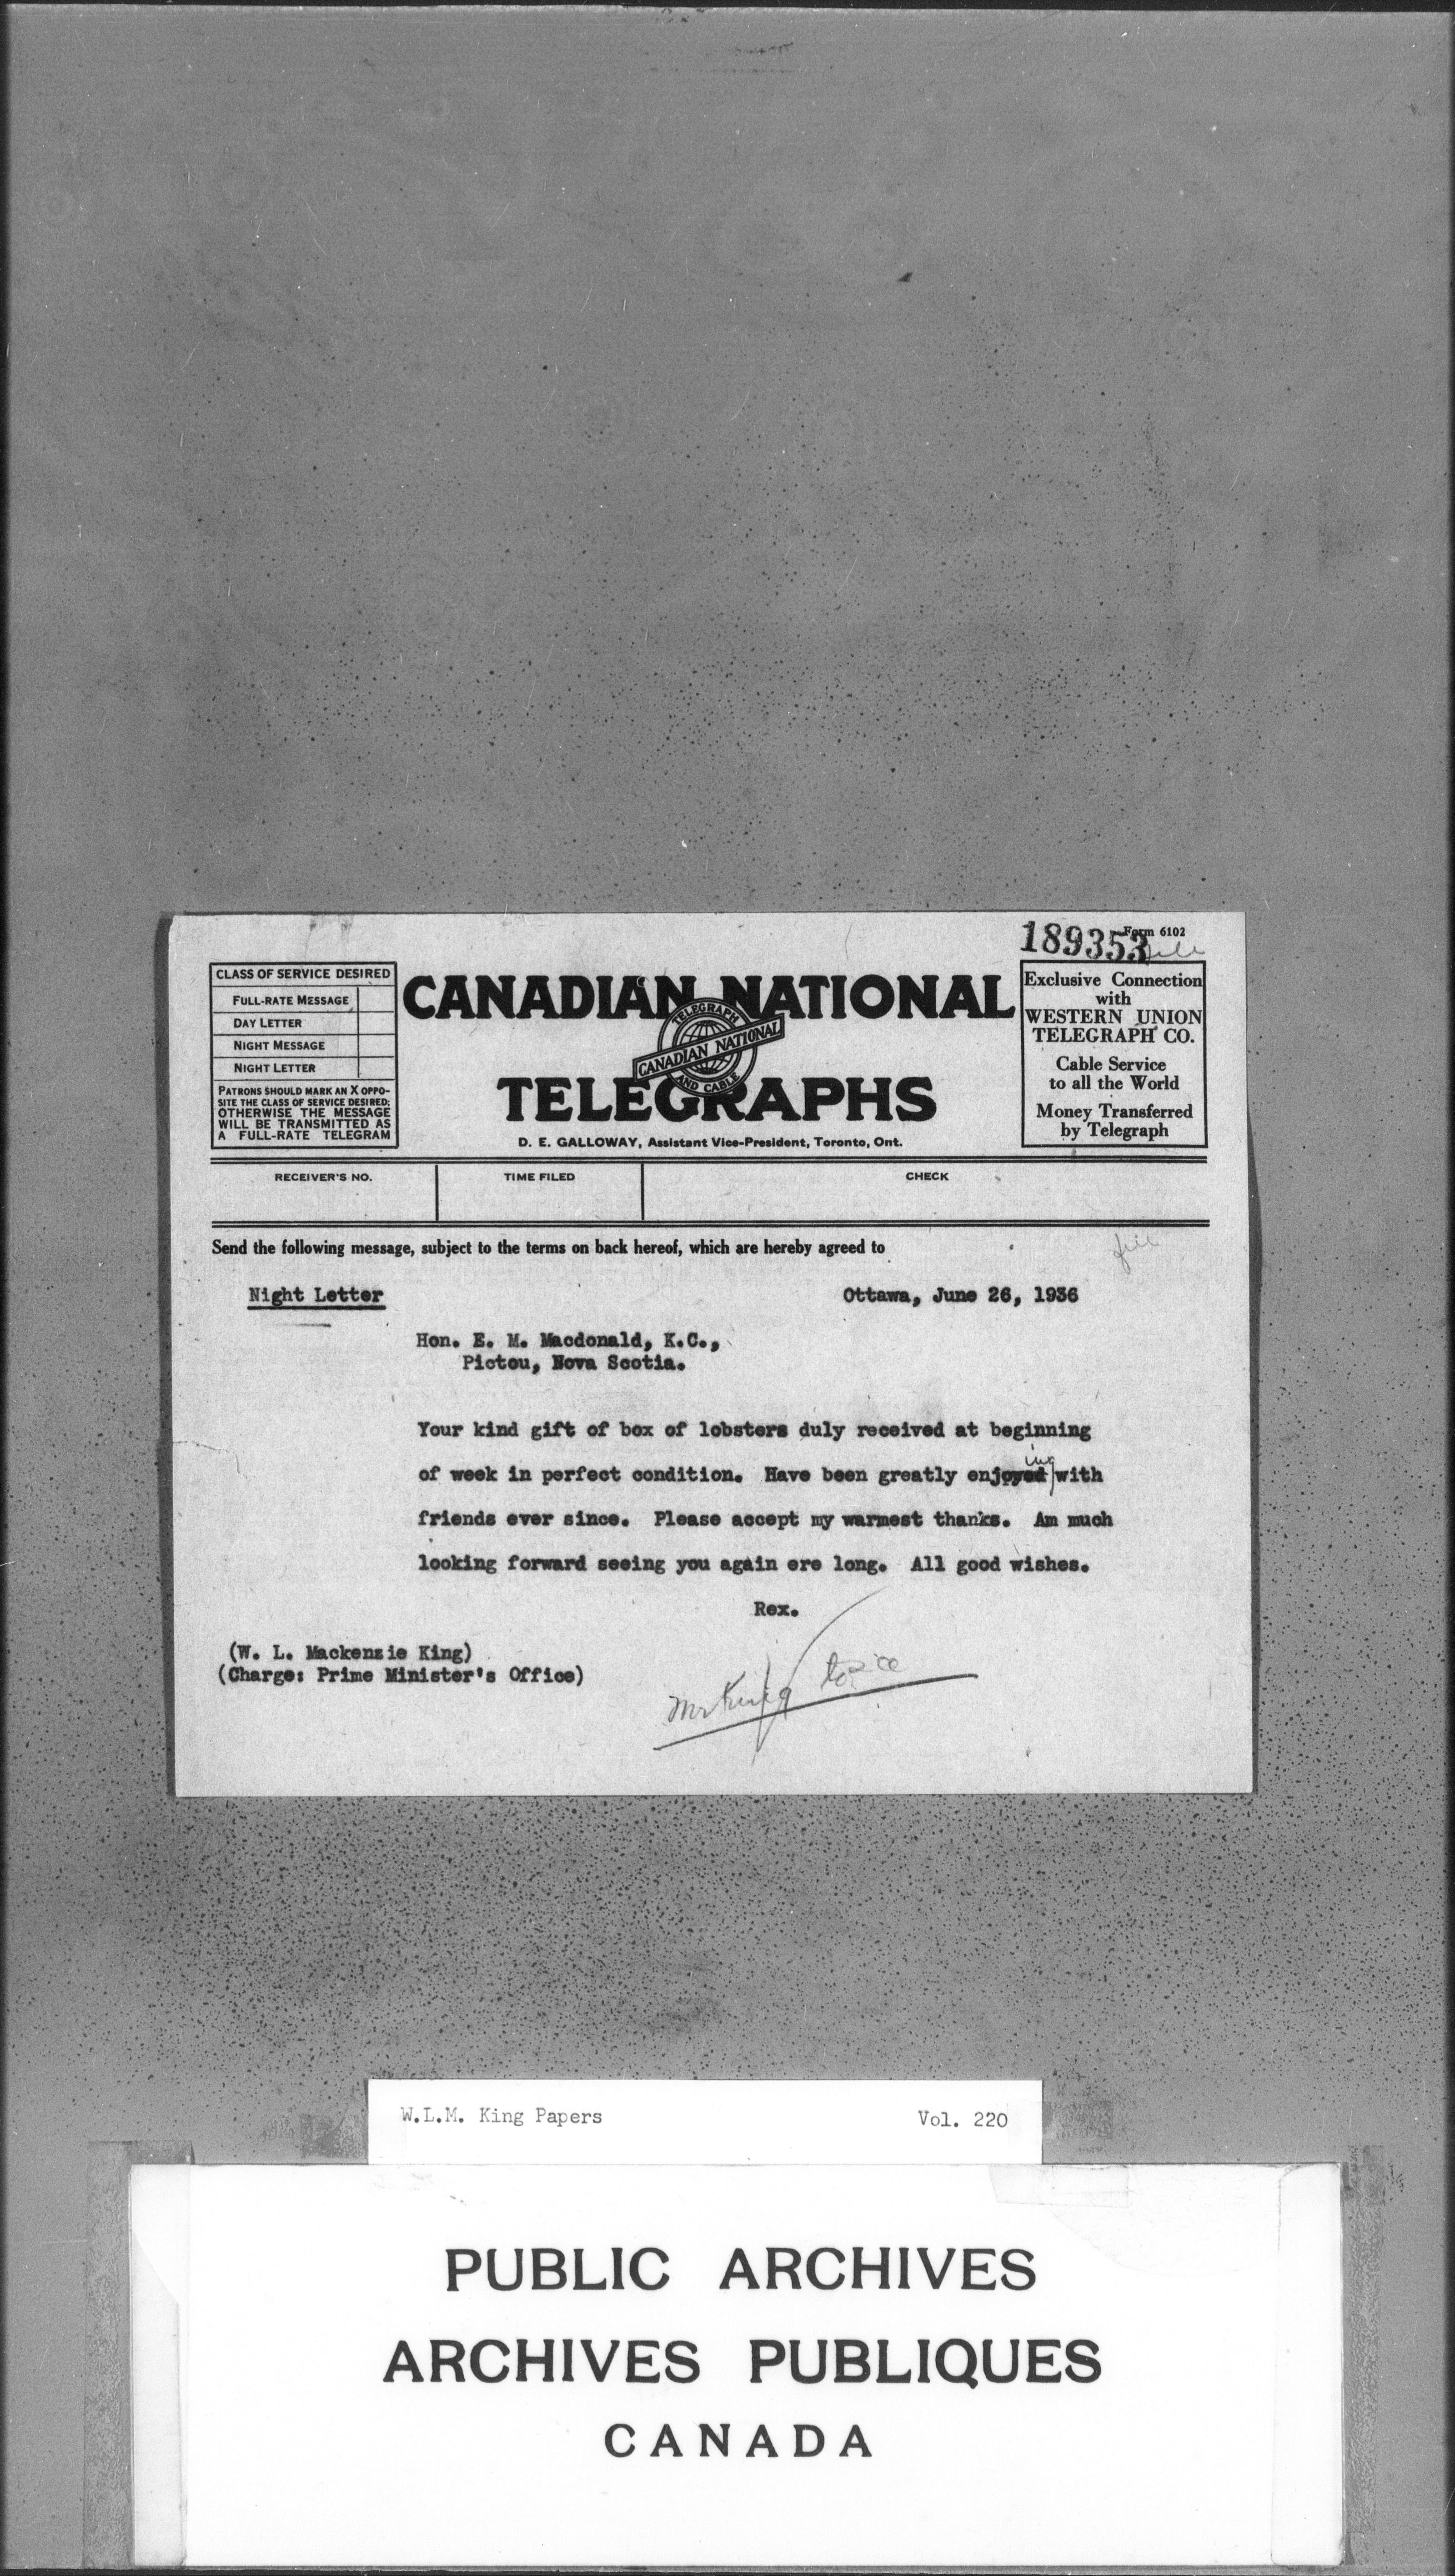 189353
Form 6102
file
CLASS OF SERVICE DESIRED
FULL-RATE MESSAGE
DAY LETTER
NIGHT MESSAGE
NIGHT LETTER
PATRONS SHOULD MARK AN X OPPO-
SITE THE CLASS OF SERVICE DESIRED;
OTHERWISE THE MESSAGE
WILL BE TRANSMITTED AS
A FULL-RATE TELEGRAM
CANADIAN NATIONAL
TELEGRAPH
CANADIAN NATIONAL
AND CABLE
TELEGRAPHS
D. E. GALLOWAY, Assistant Vice-President, Toronto, Ont.
Exclusive Connection
with
WESTERN UNION
TELEGRAPH CO.
Cable Service
to all the World
Money Transferred
by Telegraph
RECEIVER'S NO.
TIME FILED
CHECK
Send the following message, subject to the terms on back hereof, which are hereby agreed to
file
Night Letter
Ottawa, June 26, 1936
Hon. E. M. Macdonald, K.C.,
Pictou, Nova Scotia.
Your kind gift of box of lobsters duly received at beginning
ing
of week in perfect condition. Have been greatly enjoyed with
friends ever since. Please accept my warmest thanks. Am much
looking forward seeing you again ere long. All good wishes.
Rex.
(W. L. Mackenzie King)
(Charge: Prime Minister's Office)
Mr King
W.L.M. King Papers
Vol. 220
PUBLIC ARCHIVES
ARCHIVES PUBLIQUES
CANADA